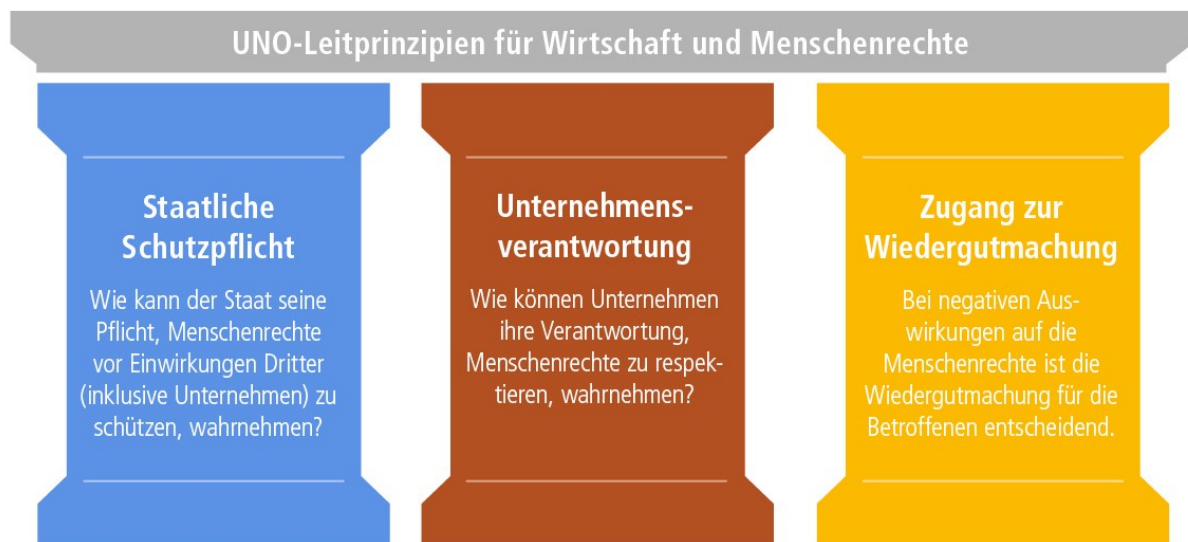 UNO-Leitprinzipien für Wirtschaft und Menschenrechte
Staatliche
Schutzpflicht
Wie kann der Staat seine
Pflicht, Menschenrechte
vor Einwirkungen Dritter
(inklusive Unternehmen) zu
schützen, wahrnehmen?
Unternehmens-
verantwortung
Wie können Unternehmen
ihre Verantwortung,
Menschenrechte zu respek-
tieren, wahrnehmen?
Zugang zur
Wiedergutmachung
Bei negativen Aus-
wirkungen auf die
Menschenrechte ist die
Wiedergutmachung für die
Betroffenen entscheidend.